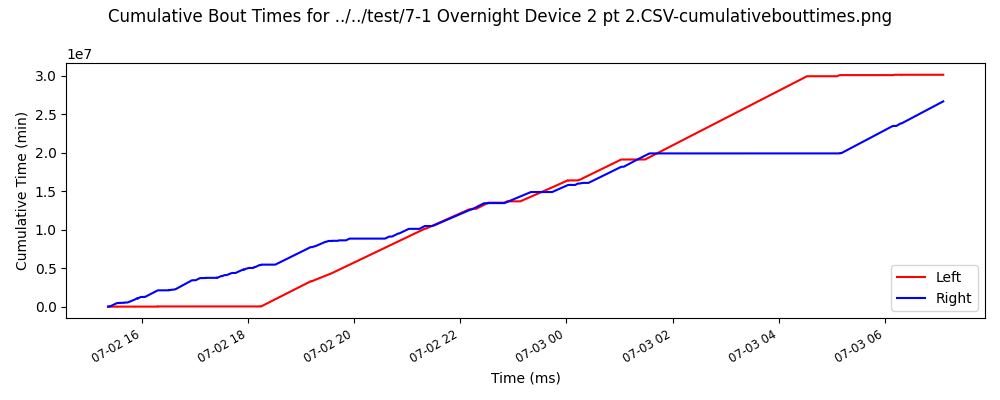 Cumulative Bout Times for ../../test/7-1 Overnight Device 2 pt 2.CSV-cumulativebouttimes.png
1e7
3.0
2.5
2.0
1.5
1.0
0.5
0.0
Cumulative Time (min)
Left
Right
07-02 16
07-02 18
07-02 20
07-02 22
07-03 00
07-03 02
07-03 04
07-03 06
Time (ms)